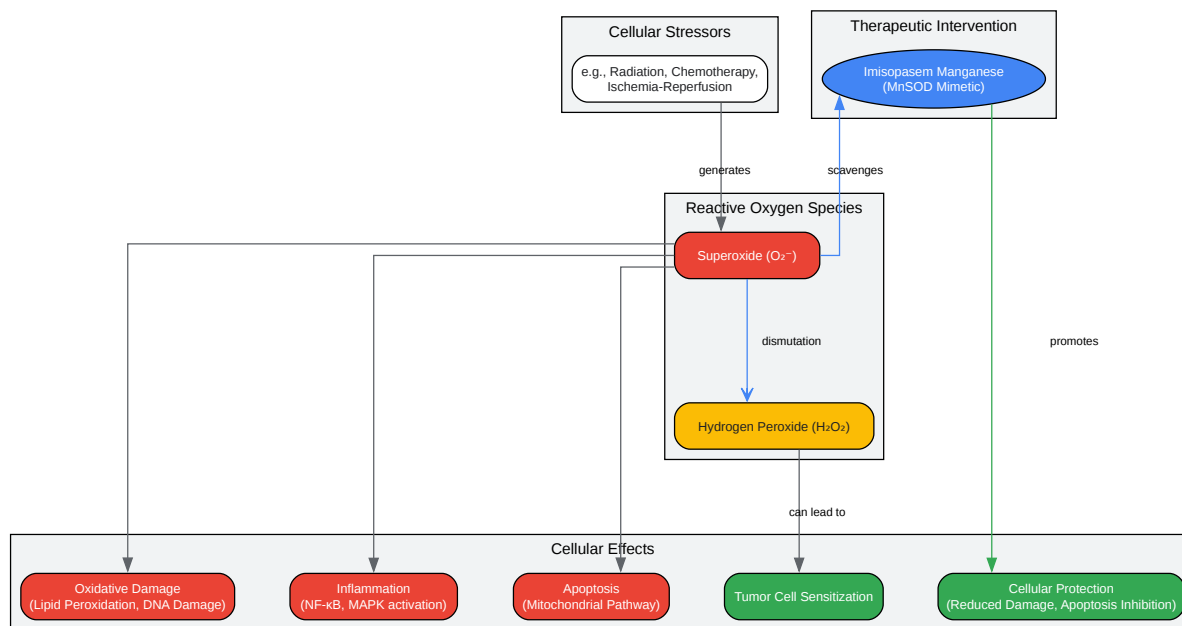 Cellular Stressors
e.g., Radiation, Chemotherapy,
Ischemia-Reperfusion
Therapeutic Intervention
Imisopasem Manganese
(MnSOD Mimetic)
generates
scavenges
Reactive Oxygen Species
Superoxide (O₂⁻)
dismutation
promotes
Hydrogen Peroxide (H₂O₂)
can lead to
Cellular Effects
Oxidative Damage
(Lipid Peroxidation, DNA Damage)
Inflammation
(NF-κB, MAPK activation)
Apoptosis
(Mitochondrial Pathway)
Tumor Cell Sensitization
Cellular Protection
(Reduced Damage, Apoptosis Inhibition)